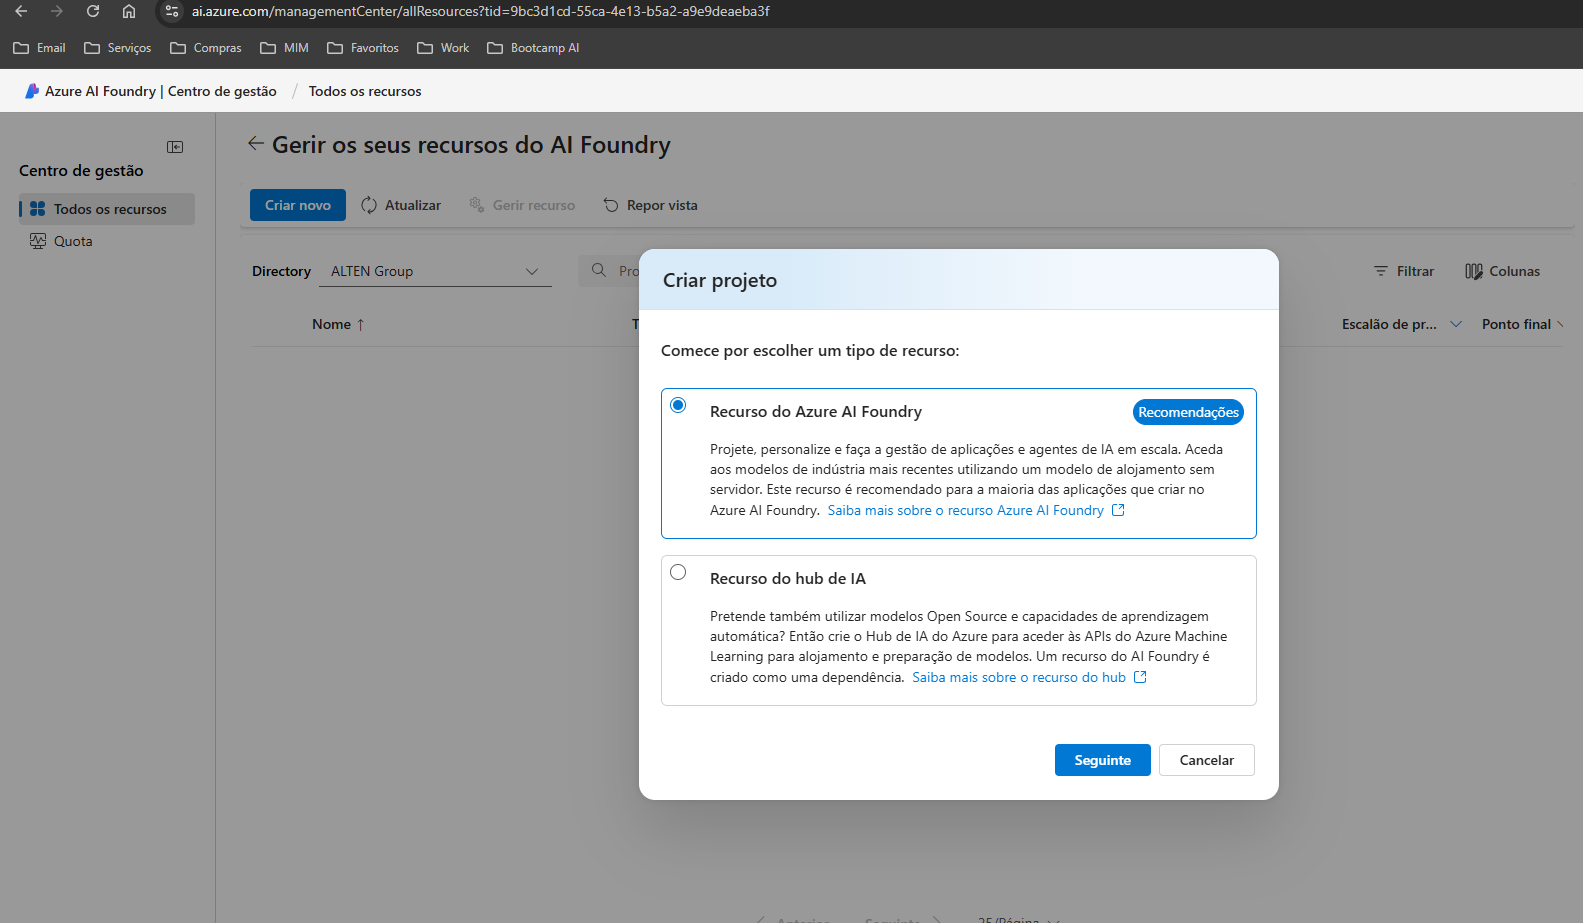 ai.azure.com/managementCenter/allResources?tid=9bc3d1cd-55ca-4e13-b5a2-a9e9deaeba3f
Email Serviços Compras MIM Favoritos Work Bootcamp AI
Azure AI Foundry | Centro de gestão / Todos os recursos
Centro de gestão
Todos os recursos
Quota
Gerir os seus recursos do AI Foundry
Criar novo Atualizar Gerir recurso Repor vista
Directory ALTEN Group Pro Filtrar Colunas
Nome ↑ T Escalão de pr... Ponto final
Criar projeto
Comece por escolher um tipo de recurso:
Recurso do Azure AI Foundry Recomendações
Projete, personalize e faça a gestão de aplicações e agentes de IA em escala. Aceda
aos modelos de indústria mais recentes utilizando um modelo de alojamento sem
servidor. Este recurso é recomendado para a maioria das aplicações que criar no
Azure AI Foundry. Saiba mais sobre o recurso Azure AI Foundry
Recurso do hub de IA
Pretende também utilizar modelos Open Source e capacidades de aprendizagem
automática? Então crie o Hub de IA do Azure para aceder às APIs do Azure Machine
Learning para alojamento e preparação de modelos. Um recurso do AI Foundry é
criado como uma dependência. Saiba mais sobre o recurso do hub
Seguinte Cancelar
Anterior Seguinte 25/Página